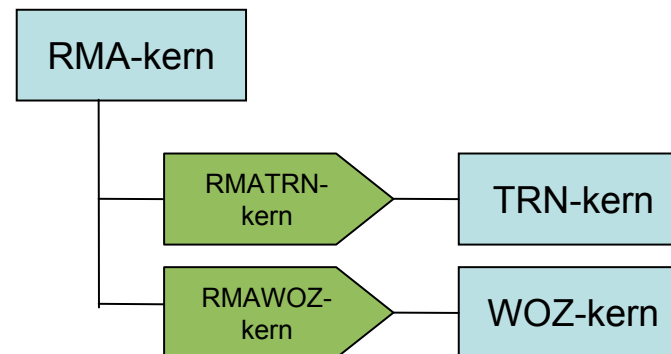 RMA-kern
RMATRN-
kern
TRN-kern
RMAWOZ-
kern
WOZ-kern